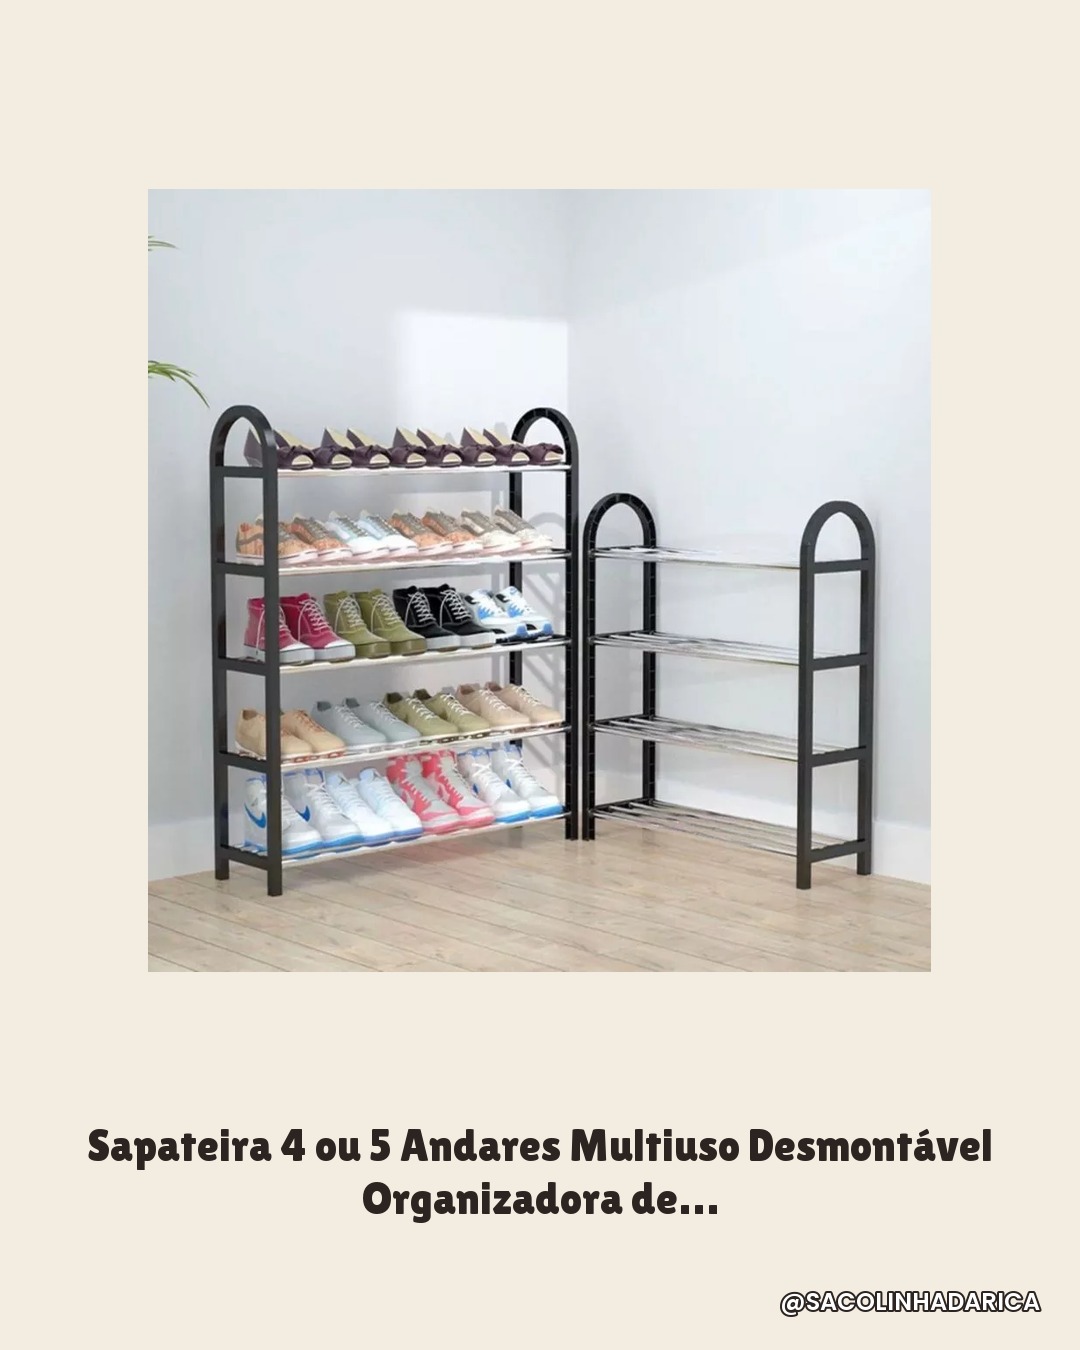 Sapateira 4 ou 5 Andares Multiuso Desmontável
Organizadora de...
@SACOLINHADARICA